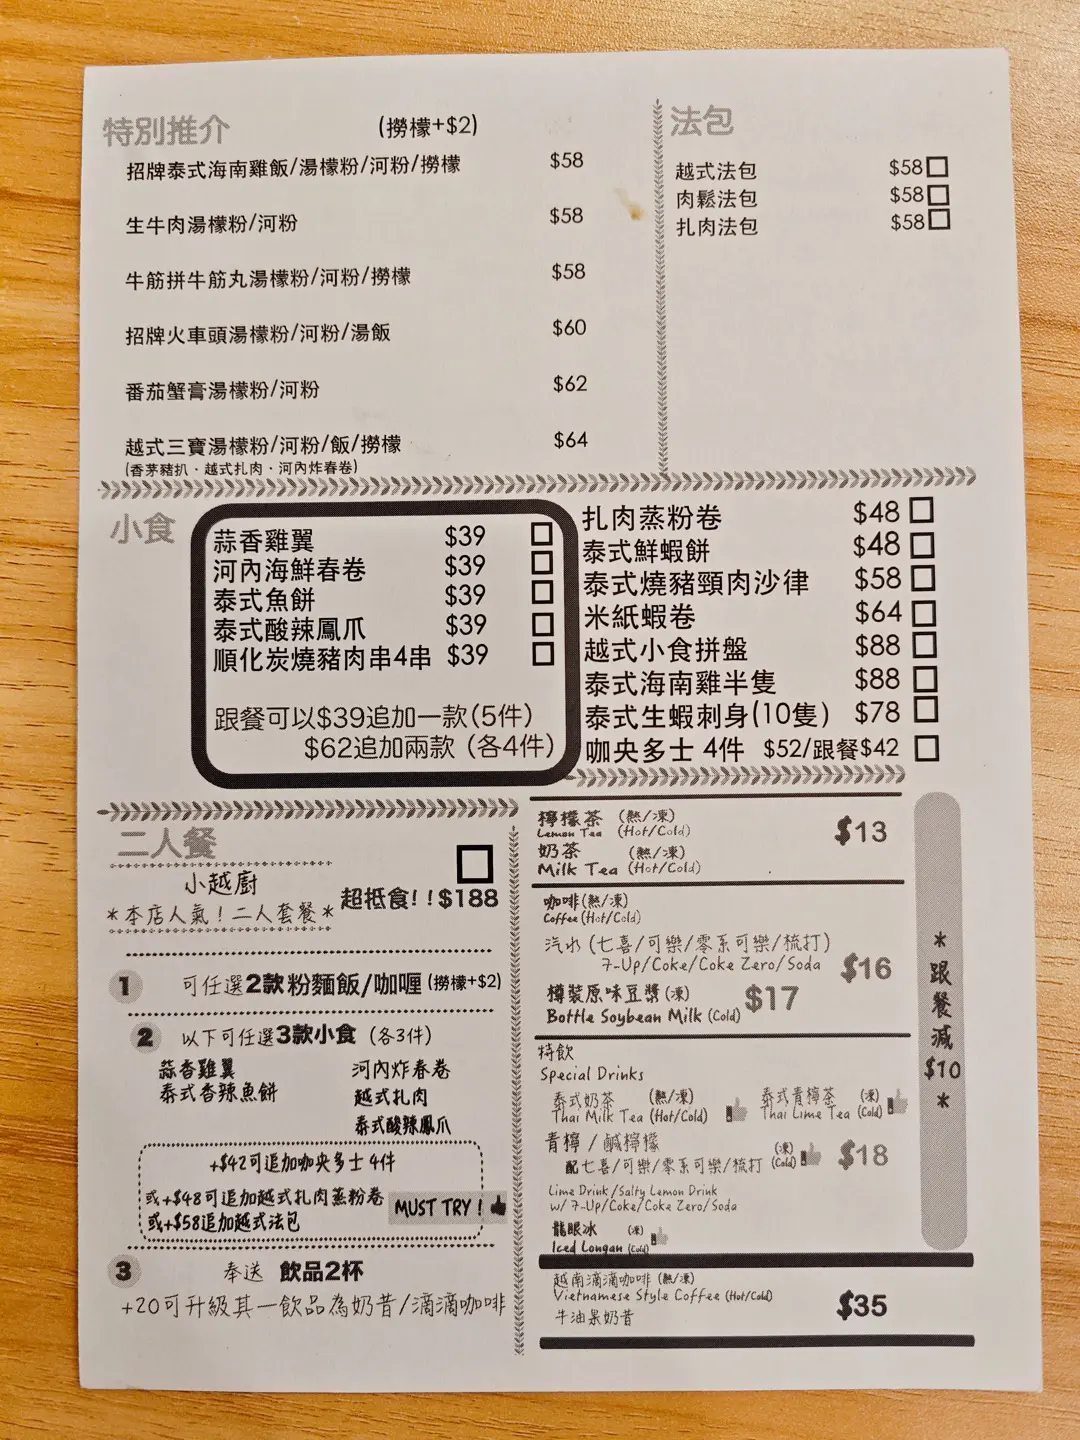 特別推介 (撈檬+$2)
招牌泰式海南雞飯/湯檬粉/河粉/撈檬 $58
生牛肉湯檬粉/河粉 $58
牛筋拼牛筋丸湯檬粉/河粉/撈檬 $58
招牌火車頭湯檬粉/河粉/湯飯 $60
番茄蟹膏湯檬粉/河粉 $62
越式三寶湯檬粉/河粉/飯/撈檬 $64
(香茅豬扒．越式扎肉．河內炸春卷)
法包
越式法包 $58
肉鬆法包 $58
扎肉法包 $58
小食
蒜香雞翼 $39
河內海鮮春卷 $39
泰式魚餅 $39
泰式酸辣鳳爪 $39
順化炭燒豬肉串4串 $39
跟餐可以$39追加一款(5件)
$62追加兩款 (各4件)
扎肉蒸粉卷 $48
泰式鮮蝦餅 $48
泰式燒豬頸肉沙律 $58
米紙蝦卷 $64
越式小食拼盤 $88
泰式海南雞半隻 $88
泰式生蝦刺身(10隻) $78
咖央多士 4件 $52/跟餐$42
二人餐
小越廚
*本店人氣！二人套餐*
超抵食!!$188
1 可任選2款粉麵飯/咖喱(撈檬+$2)
2 以下可任選3款小食 (各3件)
蒜香雞翼 河內炸春卷
泰式香辣魚餅 越式扎肉
泰式酸辣鳳爪
+$42可追加咖央多士4件
或+$48可追加越式扎肉蒸粉卷
或+$58追加越式法包
MUST TRY !
3 奉送 飲品2杯
+20可升級其一飲品為奶昔/滴滴咖啡
檸檬茶 (熱/凍)
Lemon Tea (Hot/Cold)
$13
奶茶 (熱/凍)
Milk Tea (Hot/Cold)
咖啡(熱/凍)
Coffee (Hot/Cold)
汽水 (七喜/可樂/零系可樂/梳打)
7-Up/Coke/Coke Zero/Soda
$16
樽裝原味豆漿(凍)
Bottle Soybean Milk (Cold)
$17
特飲
Special Drinks
泰式奶茶 (熱/凍)
Thai Milk Tea (Hot/Cold)
泰式青檸茶 (凍)
Thai Lime Tea (Cold)
青檸 / 鹹檸檬 (凍)
配七喜/可樂/零系可樂/梳打 (Cold)
$18
Lime Drink/Salty Lemon Drink
w/ 7-Up/Coke/Coke Zero/Soda
龍眼冰 (凍)
Iced Longan (Cold)
越南滴滴咖啡 (熱/凍)
Vietnamese Style Coffee (Hot/Cold)
牛油果奶昔
$35
*跟餐減$10*